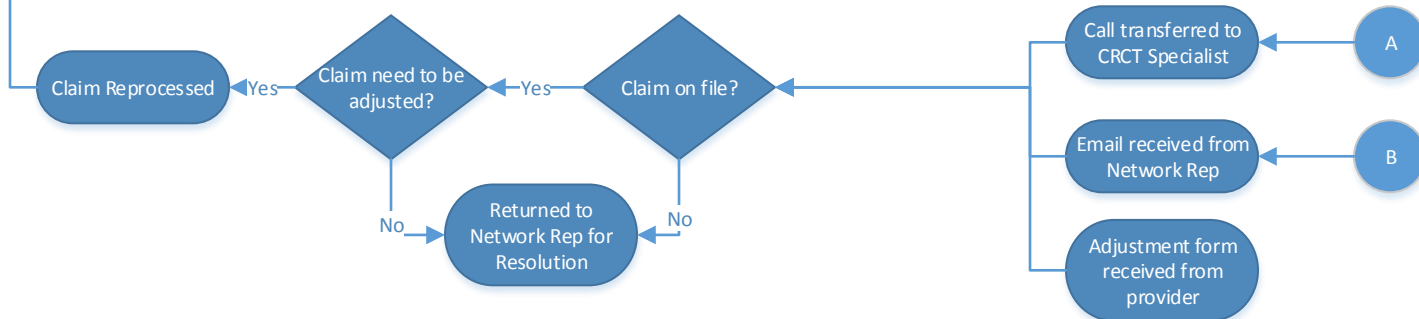 Call transferred to
CRCT Specialist
A
Claim Reprocessed
Yes
Claim need to be
adjusted?
Yes
Claim on file?
Email received from
Network Rep
B
No
Returned to
Network Rep for
Resolution
No
Adjustment form
received from
provider